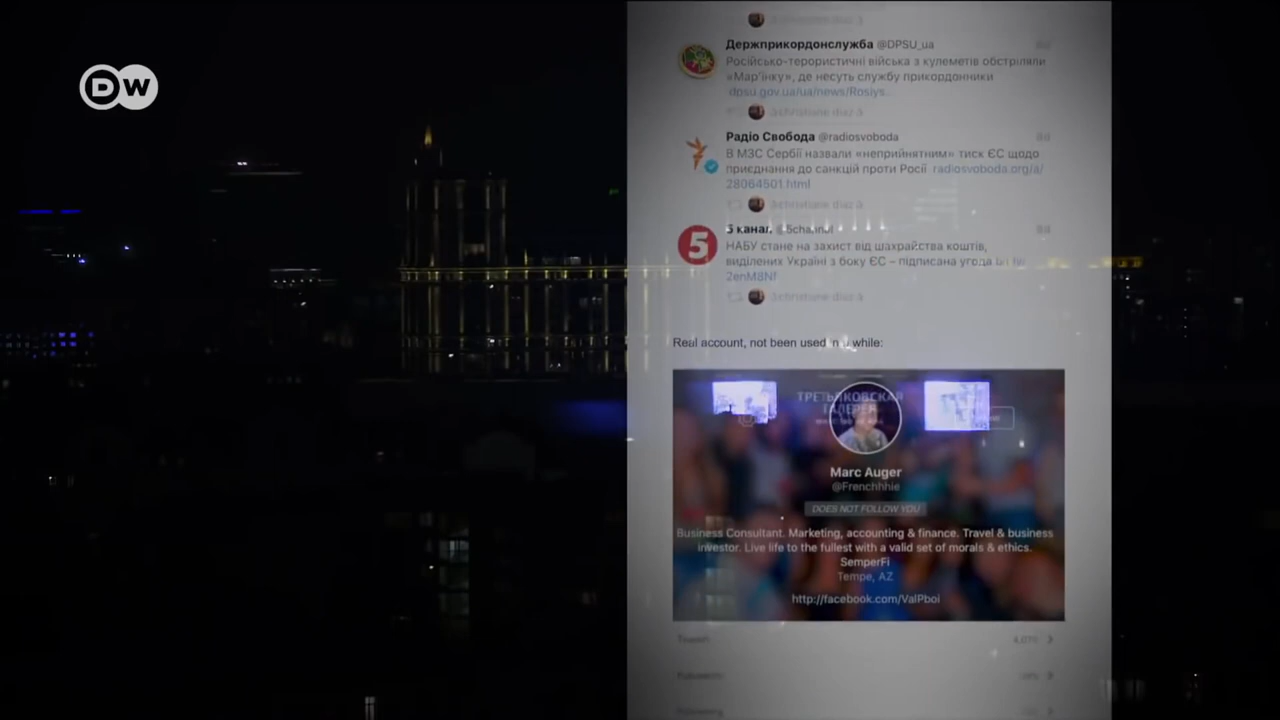 DW
Держприкордонслужба @DPSU_ua
Російсько-терористичні війська з кулеметів обстріляли
«Мар'їнку», де несуть службу прикордонники
dpsu.gov.ua/ua/news/Rosiys...
Радіо Свобода @radiosvoboda
В МЗС Сербії назвали «неприйнятним» тиск ЄС щодо
приєднання до санкцій проти Росії radiosvoboda.org/a/
28064501.html
5
5 канал @5channel
НАБУ стане на захист від шахрайства коштів,
виділених Україні з боку ЄС – підписана угода
2enM8Nf
Real account, not been used in a while:
ТРЕТЬЯКОВСКАЯ
ГАЛЕРЕЯ
Marc Auger
@Frenchhhie
DOES NOT FOLLOW YOU
Business Consultant. Marketing, accounting & finance. Travel & business
investor. Live life to the fullest with a valid set of morals & ethics.
SemperFi
Tempe, AZ
http://facebook.com/ValPboi